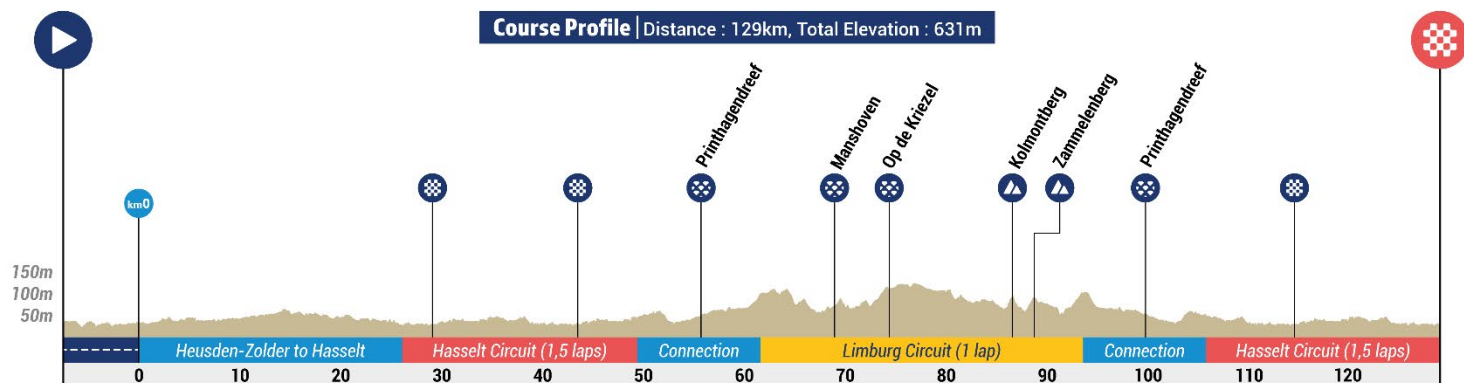 Course Profile | Distance : 129km, Total Elevation : 631m
Printhagendreef
Manshoven
Op de Kriezel
Kolmontberg
Zammelenberg
Printhagendreef
km0
150m
100m
50m
Heusden-Zolder to Hasselt
Hasselt Circuit (1,5 laps)
Connection
Limburg Circuit (1 lap)
Connection
Hasselt Circuit (1,5 laps)
0 10 20 30 40 50 60 70 80 90 100 110 120